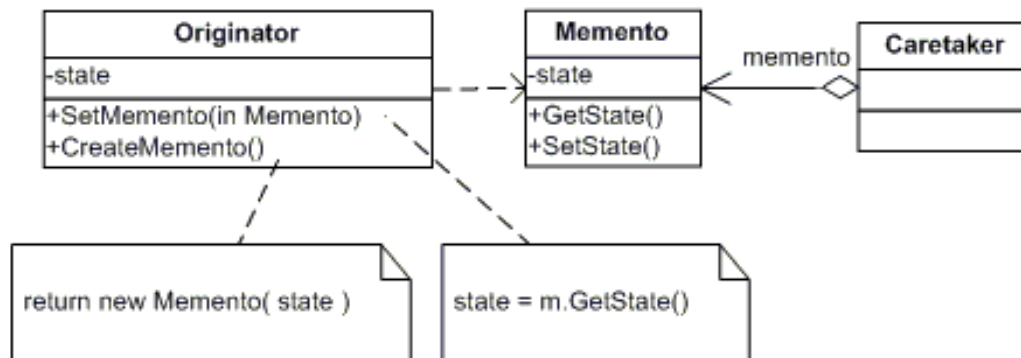 Originator
-state
+SetMemento(in Memento)
+CreateMemento()
Memento
-state
+GetState()
+SetState()
memento
Caretaker
return new Memento( state )
state = m.GetState()